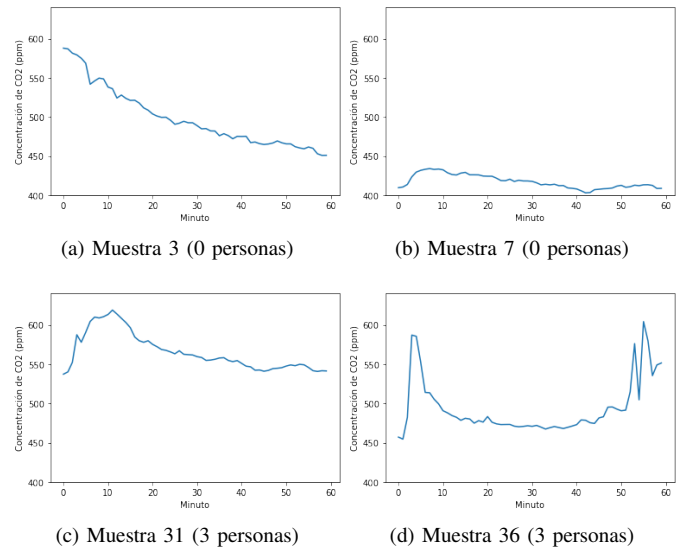 600
550
500
450
400
Concentración de CO2 (ppm)
0 10 20 30 40 50 60
Minuto
(a) Muestra 3 (0 personas)
600
550
500
450
400
Concentración de CO2 (ppm)
0 10 20 30 40 50 60
Minuto
(b) Muestra 7 (0 personas)
600
550
500
450
400
Concentración de CO2 (ppm)
0 10 20 30 40 50 60
Minuto
(c) Muestra 31 (3 personas)
600
550
500
450
400
Concentración de CO2 (ppm)
0 10 20 30 40 50 60
Minuto
(d) Muestra 36 (3 personas)